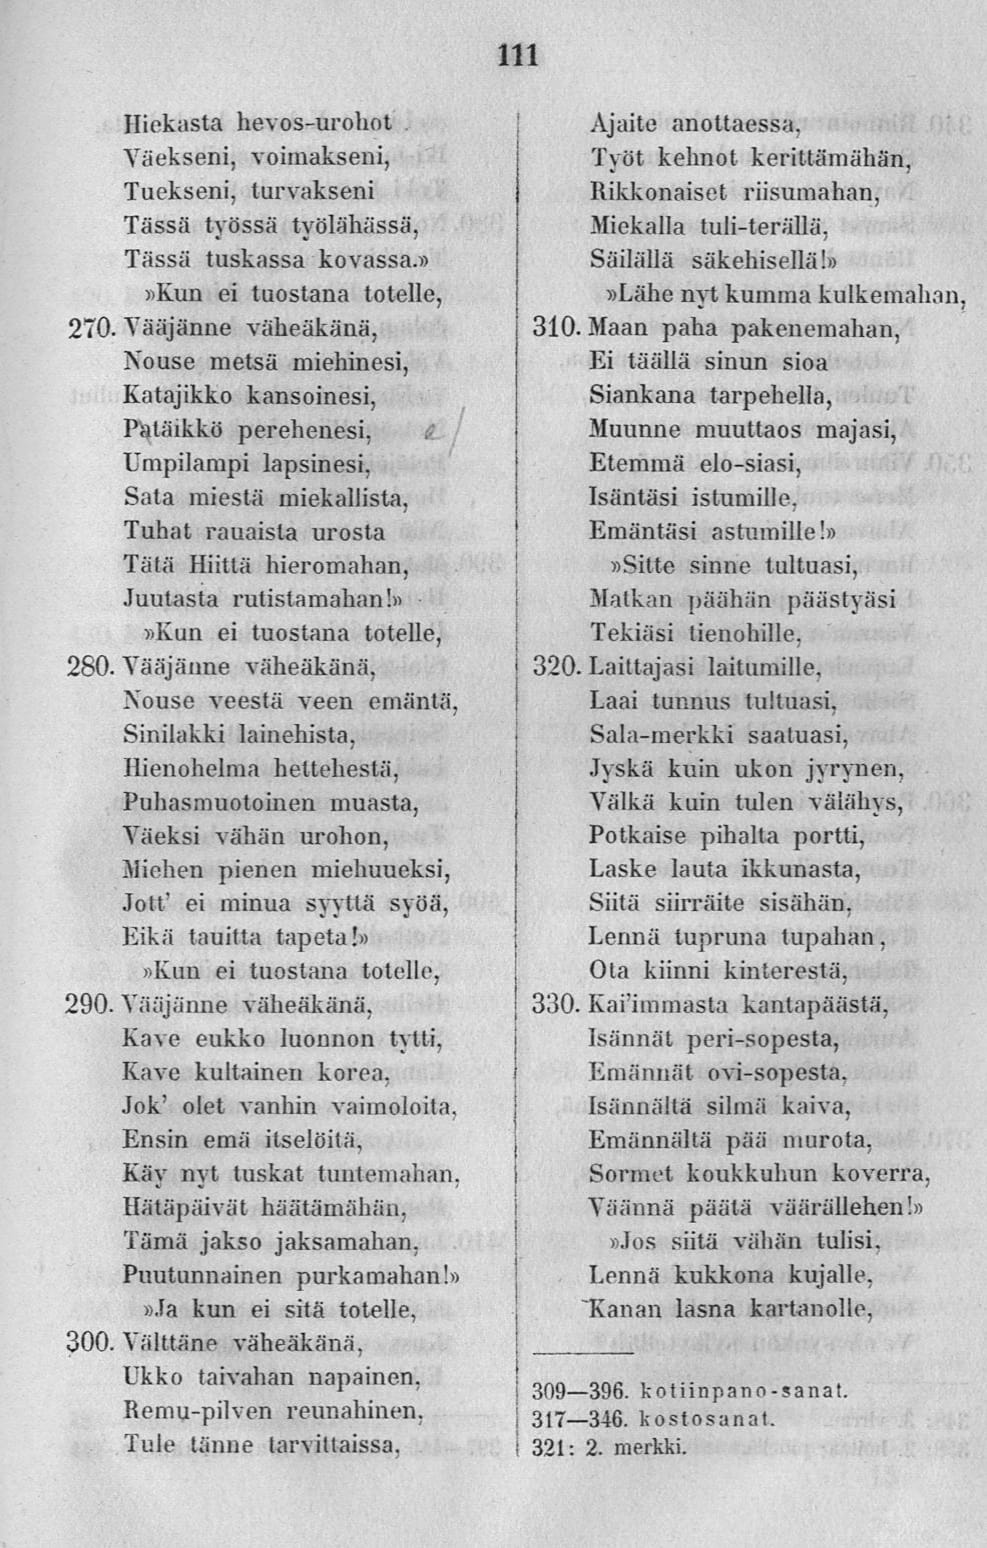 111
Hiekasta hevos-urohot
Väekseni, voimakseni,
Tuekseni, turvakseni
Tässä työssä työlähässä,
Tässä tuskassa kovassa.»
»Kun ei tuostana totelle,
270. Vääjänne väheäkänä,
Nouse metsä miehinesi,
Katajikko kansoinesi,
Petäikkö perehenesi, e/
Umpilampi lapsinesi,
Sata miestä miekallista,
Tuhat rauaista urosta
Tätä Hiittä hieromahan,
Juutasta rutistamahan!»
»Kun ei tuostana totelle,
280. Vääjänne väheäkänä,
Nouse veestä veen emäntä,
Sinilakki lainehista,
Hienohelma hettehestä,
Puhasmuotoinen muasta,
Väeksi vähän urohon,
Miehen pienen miehuueksi,
Jott' ei minua syyttä syöä,
Eikä tauitta tapeta!»
»Kun ei tuostana totelle,
290. Vääjänne väheäkänä,
Kave eukko luonnon tytti,
Kave kultainen korea,
Jok' olet vanhin vaimoloita,
Ensin emä itselöitä,
Käy nyt tuskat tuntemahan,
Hätäpäivät häätämähän,
Tämä jakso jaksamahan,
Puutunnainen purkamahan!»
»Ja kun ei sitä totelle,
300. Välttäne väheäkänä,
Ukko taivahan napainen,
Remu-pilven reunahinen,
Tule tänne tarvittaissa,
Ajaite anottaessa,
Työt kehnot kerittämähän,
Rikkonaiset riisumahan,
Miekalla tuli-terällä,
Säilällä säkehisellä!»
»Lähe nyt kumma kulkemahan,
310. Maan paha pakenemahan,
Ei täällä sinun sioa
Siankana tarpehella,
Muunne muuttaos majasi,
Etemmä elo-siasi,
Isäntäsi istumille,
Emäntäsi astumille!»
»Sitte sinne tultuasi,
Matkan päähän päästyäsi
Tekiäsi tienohille,
320. Laittajasi laitumille,
Laai tunnus tultuasi,
Sala-merkki saatuasi,
Jyskä kuin ukon jyrynen,
Välkä kuin tulen välähys,
Potkaise pihalta portti,
Laske lauta ikkunasta,
Siitä siirräite sisähän,
Lennä tupruna tupahan,
Ota kiinni kinterestä,
330. Kai'immasta kantapäästä,
Isännät peri-sopesta,
Emännät ovi-sopesta,
Isännältä silmä kaiva,
Emännältä pää murota,
Sormet koukkuhun koverra,
Väännä päätä väärällehen!»
»Jos siitä vähän tulisi,
Lennä kukkona kujalle,
Kanan lasna kartanolle,
309—396. kotiinpano-sanat.
317—346. kostosanat.
321: 2. merkki.